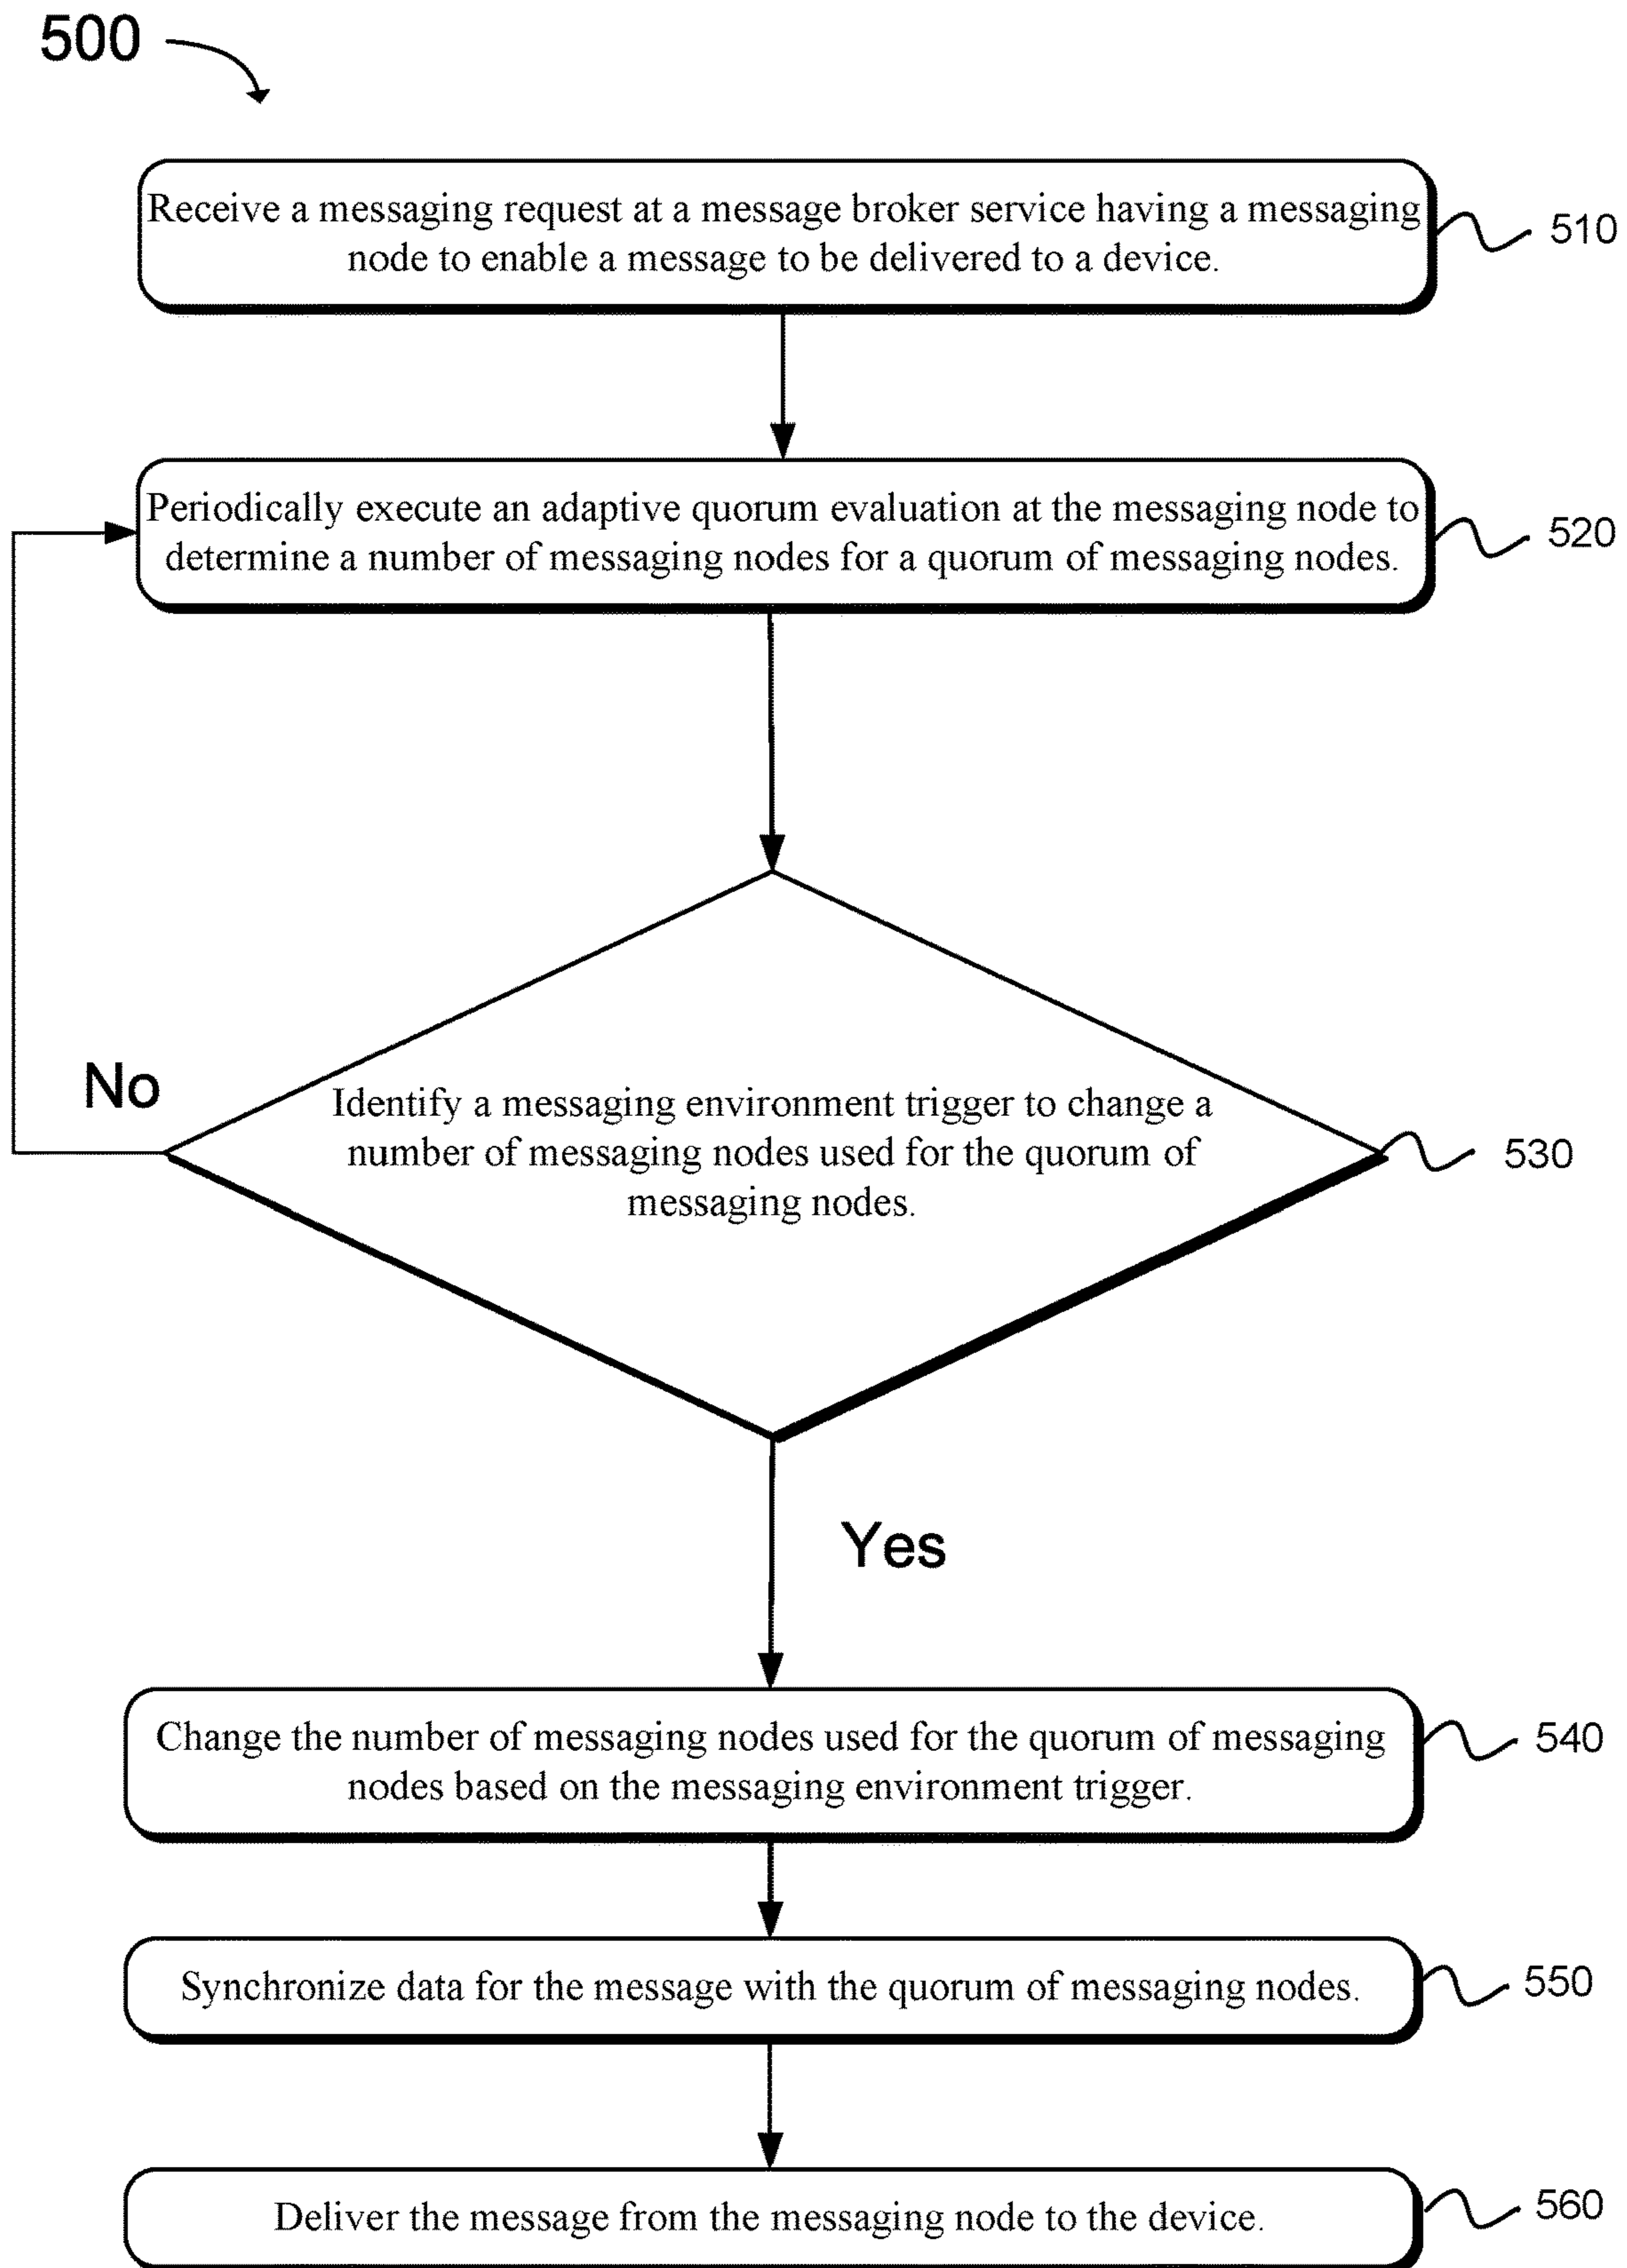 500
Receive a messaging request at a message broker service having a messaging
node to enable a message to be delivered to a device.
510
Periodically execute an adaptive quorum evaluation at the messaging node to
determine a number of messaging nodes for a quorum of messaging nodes.
520
No
Identify a messaging environment trigger to change a
number of messaging nodes used for the quorum of
messaging nodes.
530
Yes
Change the number of messaging nodes used for the quorum of messaging
nodes based on the messaging environment trigger.
540
Synchronize data for the message with the quorum of messaging nodes.
550
Deliver the message from the messaging node to the device.
560